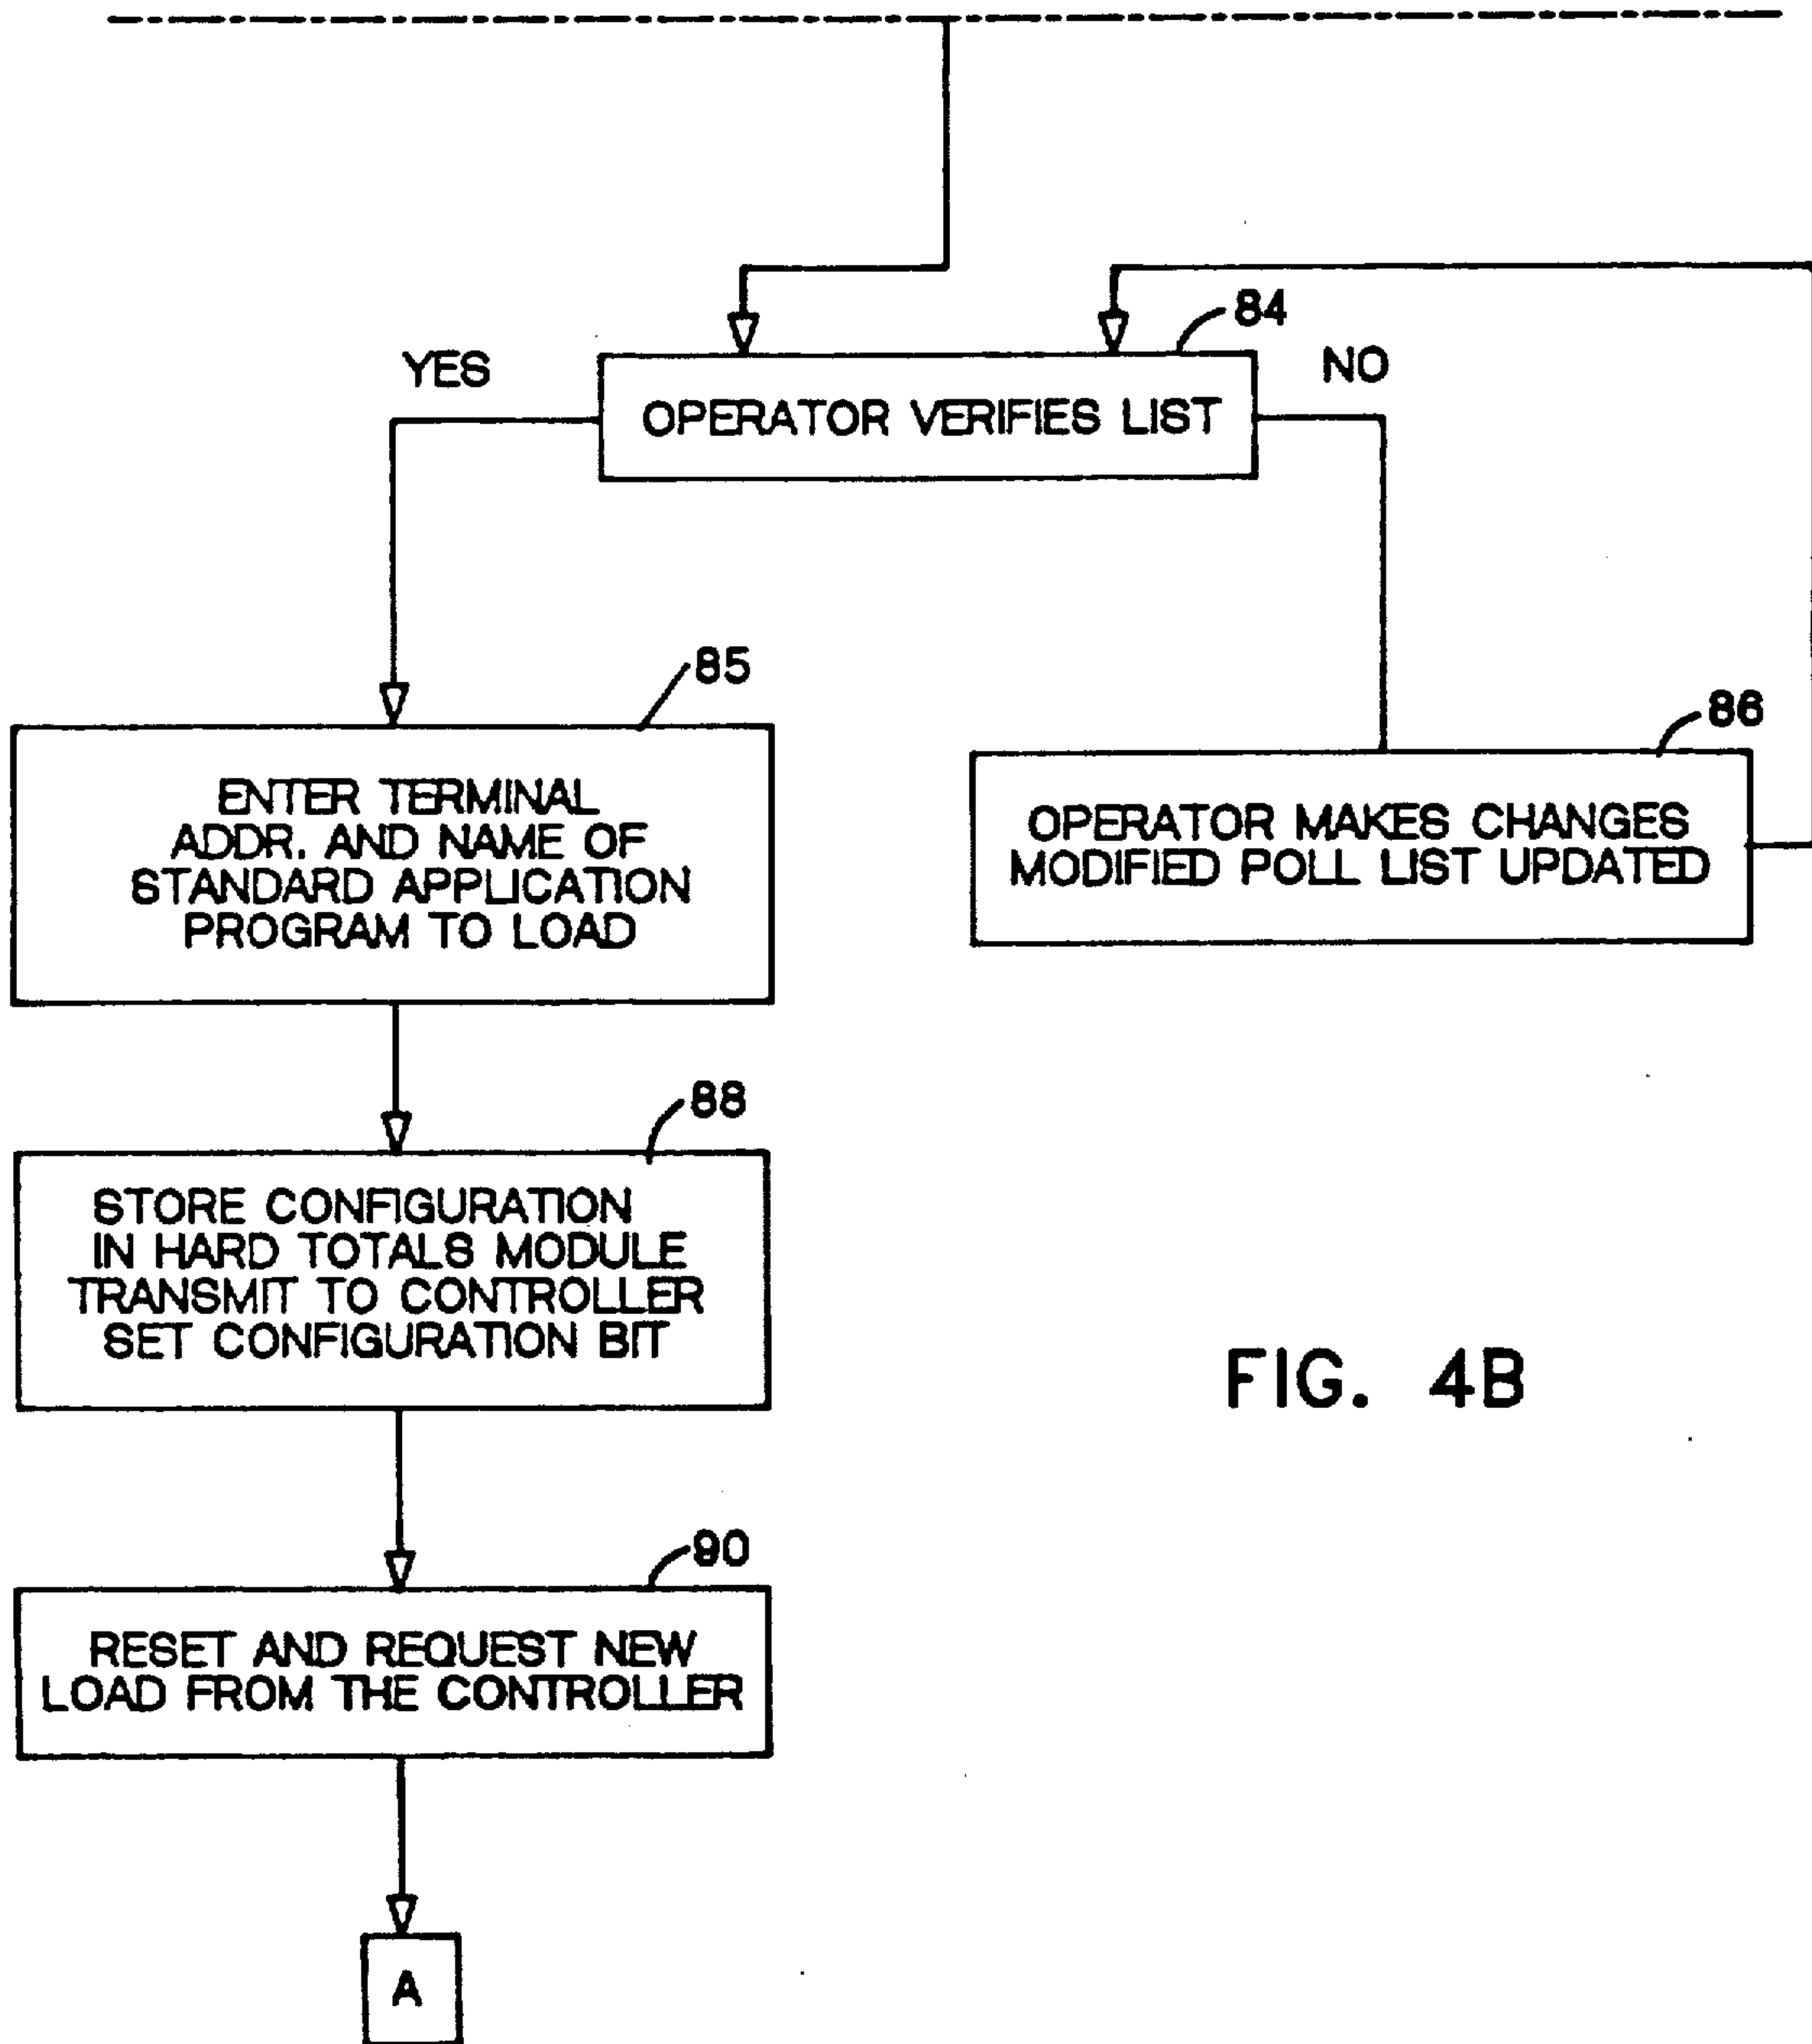 84
YES
NO
OPERATOR VERIFIES LIST
85
ENTER TERMINAL
ADDR. AND NAME OF
STANDARD APPLICATION
PROGRAM TO LOAD
86
OPERATOR MAKES CHANGES
MODIFIED POLL LIST UPDATED
88
STORE CONFIGURATION
IN HARD TOTALS MODULE
TRANSMIT TO CONTROLLER
SET CONFIGURATION BIT
FIG. 4B
90
RESET AND REQUEST NEW
LOAD FROM THE CONTROLLER
A